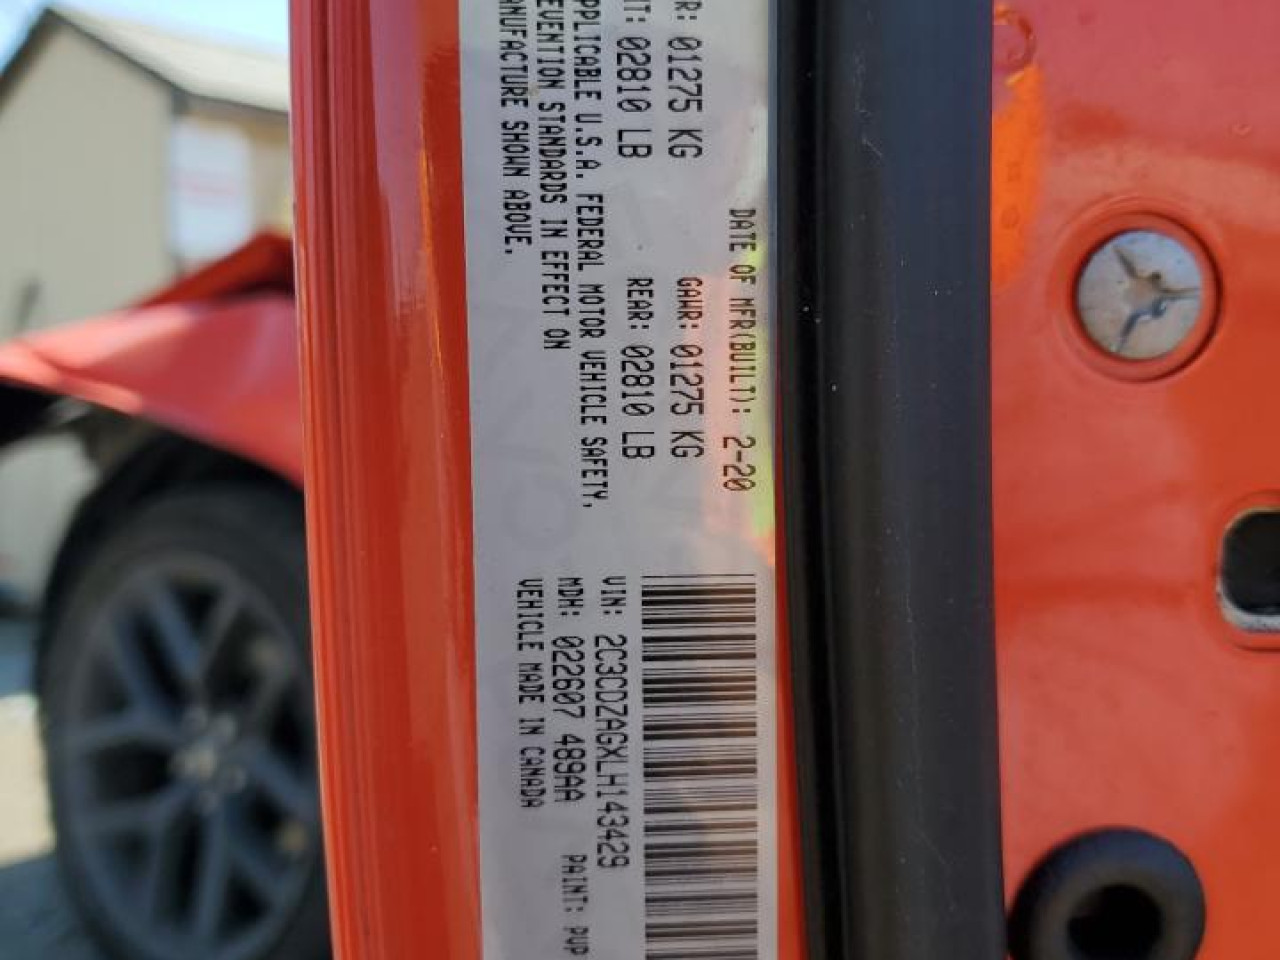 DATE OF MFR(BUILT): 2-20
R: 01275 KG GAWR: 01275 KG
T: 02810 LB REAR: 02810 LB
APPLICABLE U.S.A. FEDERAL MOTOR VEHICLE SAFETY,
EVENTION STANDARDS IN EFFECT ON
ANUFACTURE SHOWN ABOVE.
VIN: 2C3CDZAGXLH143429
MDH: 022607 489AA PAINT: PVP
VEHICLE MADE IN CANADA